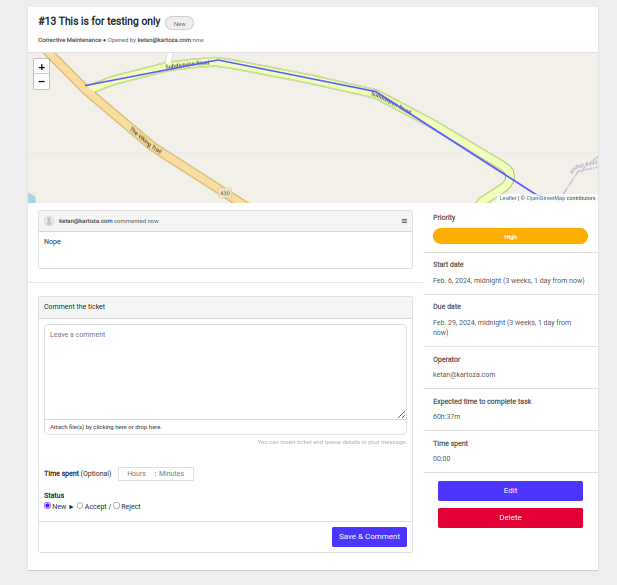 #13 This is for testing only New
Corrective Maintenance • Opened by ketan@kartoza.com now
+
−
Subdivision Road
Subdivision Road
The Viking Trail
430
Leaflet | © OpenStreetMap contributors
ketan@kartoza.com commented now
Nope
Comment the ticket
Leave a comment
Attach file(s) by clicking here or drop here.
You can insert ticket and queue details in your message.
Time spent (Optional) Hours : Minutes
Status
New ► Accept / Reject
Save & Comment
Priority
High
Start date
Feb. 6, 2024, midnight (3 weeks, 1 day from now)
Due date
Feb. 29, 2024, midnight (3 weeks, 1 day from
now)
Operator
ketan@kartoza.com
Expected time to complete task
60h:37m
Time spent
00:00
Edit
Delete